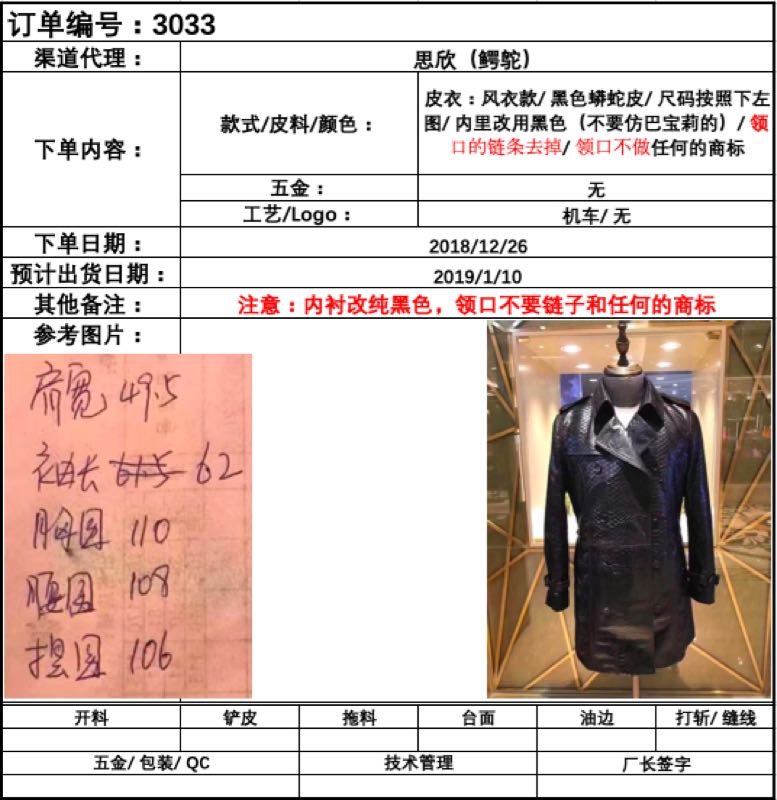 订单编号：3033
渠道代理：
思欣（鳄鸵）
下单内容：
款式/皮料/颜色：
皮衣：风衣款/ 黑色蟒蛇皮/ 尺码按照下左
图/ 内里改用黑色（不要仿巴宝莉的）/ 领
口的链条去掉/ 领口不做任何的商标
五金：
无
工艺/Logo：
机车/ 无
下单日期：
2018/12/26
预计出货日期：
2019/1/10
其他备注：
注意：内衬改纯黑色，领口不要链子和任何的商标
参考图片：
肩宽 49.5
袖长 61.5 62
胸围 110
腰围 108
摆围 106
开料
铲皮
拖料
台面
油边
打斩/ 缝线
五金/ 包装/ QC
技术管理
厂长签字